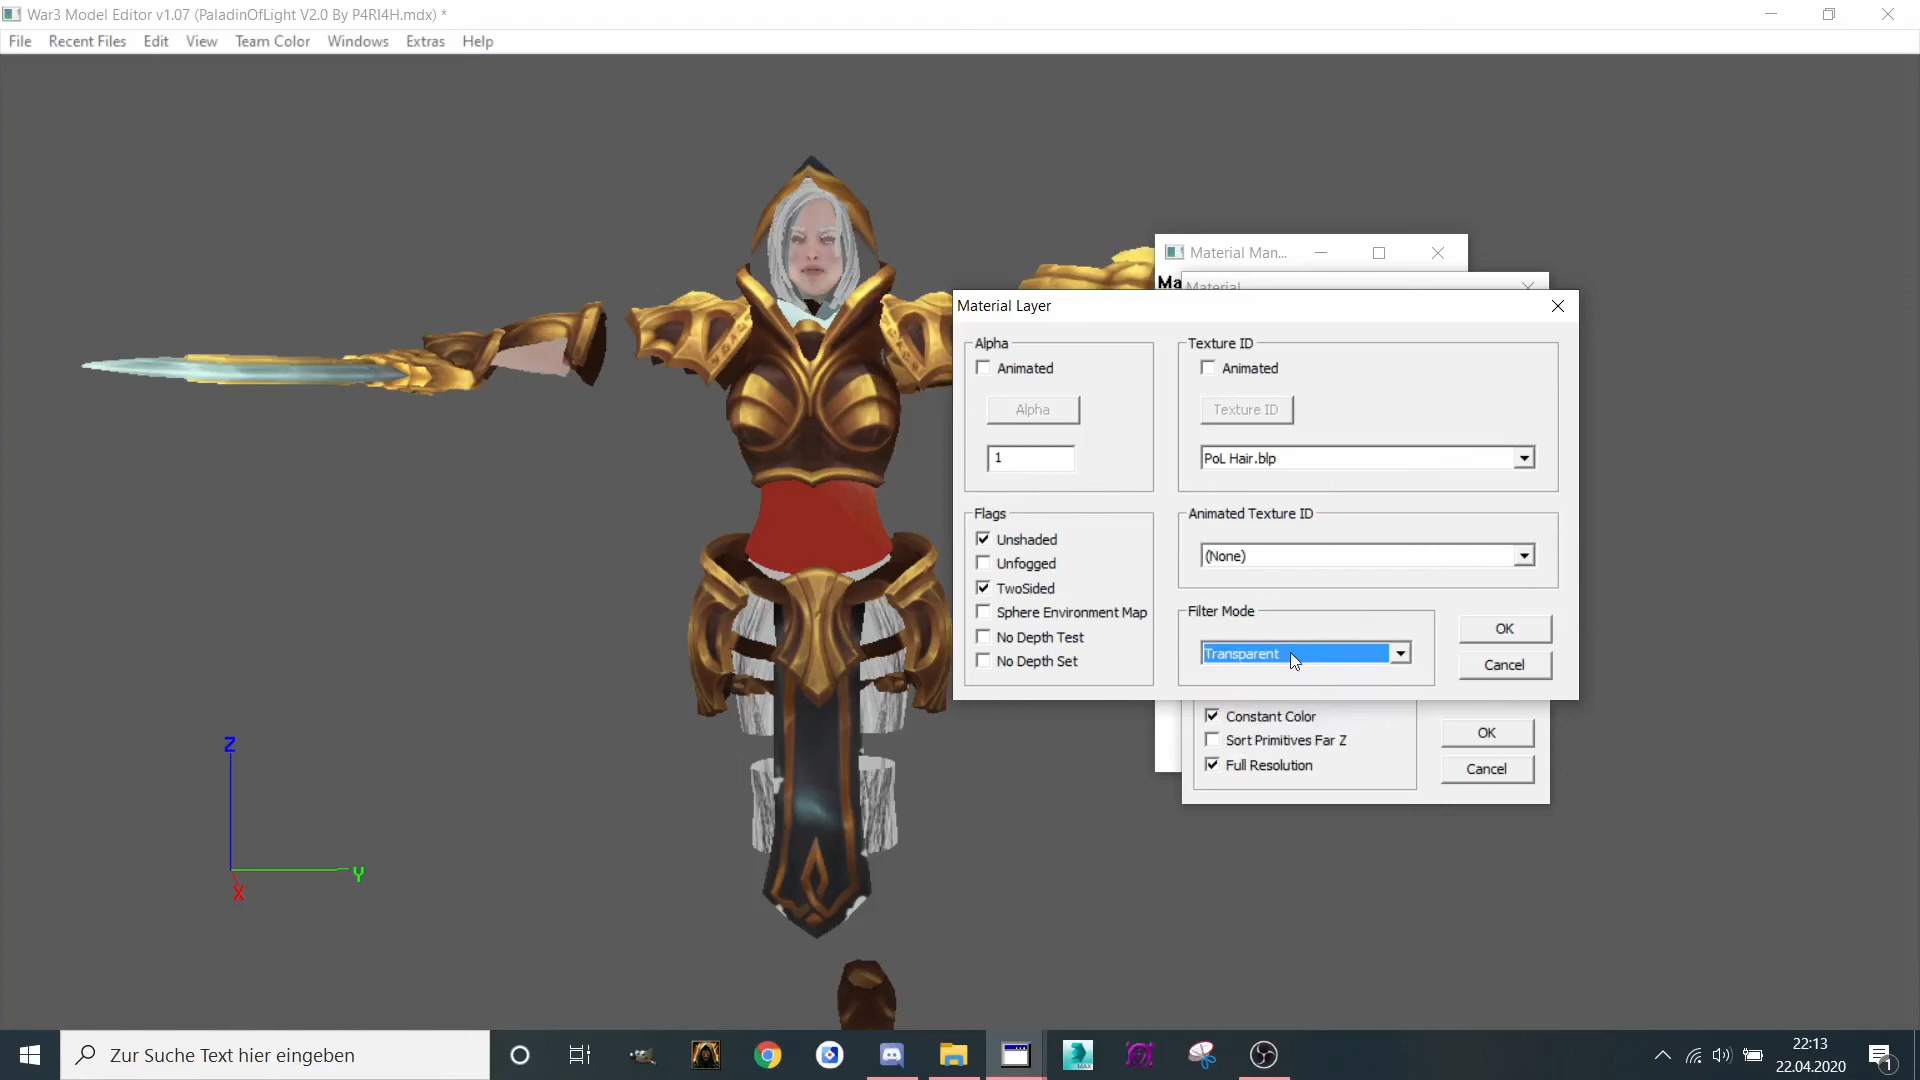 War3 Model Editor v1.07 (PaladinOfLight V2.0 By P4RI4H.mdx) *
File Recent Files Edit View Team Color Windows Extras Help
Material Man...
Ma
Material
Material Layer
Alpha
Animated
Alpha
1
Texture ID
Animated
Texture ID
PoL Hair.blp
Flags
Unshaded
Unfogged
TwoSided
Sphere Environment Map
No Depth Test
No Depth Set
Animated Texture ID
(None)
Filter Mode
Transparent
OK
Cancel
Constant Color
Sort Primitives Far Z
Full Resolution
OK
Cancel
Z
Y
X
Zur Suche Text hier eingeben
MAX
22:13
22.04.2020
1